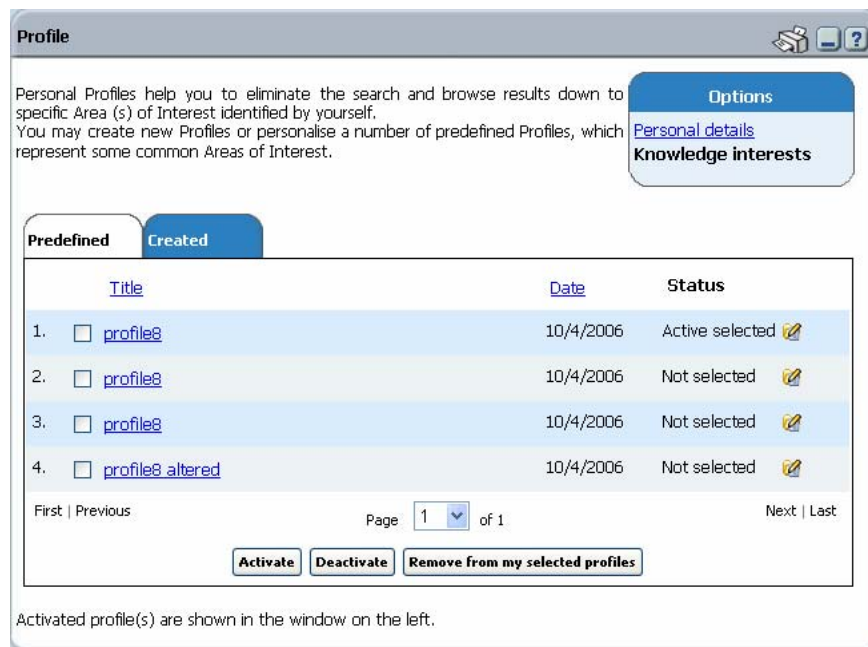 Profile
?
Personal Profiles help you to eliminate the search and browse results down to
specific Area (s) of Interest identified by yourself.
You may create new Profiles or personalise a number of predefined Profiles, which
represent some common Areas of Interest.
Options
Personal details
Knowledge interests
Predefined
Created
Title Date Status
1. profile8 10/4/2006 Active selected
2. profile8 10/4/2006 Not selected
3. profile8 10/4/2006 Not selected
4. profile8 altered 10/4/2006 Not selected
First | Previous Page 1 of 1 Next | Last
Activate Deactivate Remove from my selected profiles
Activated profile(s) are shown in the window on the left.